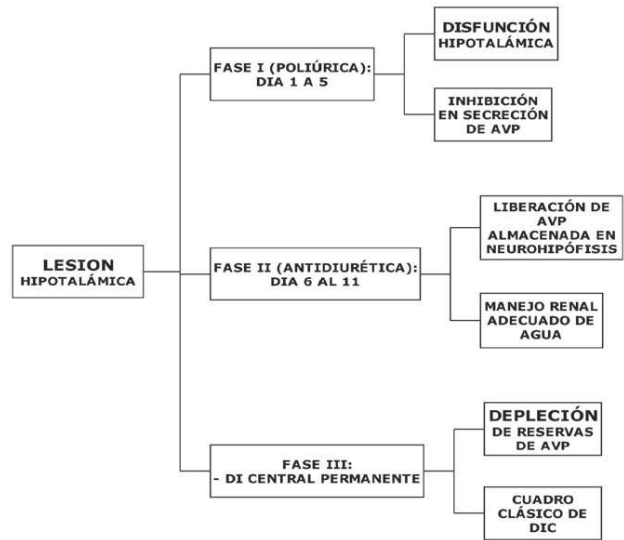 LESION
HIPOTALÁMICA
FASE I (POLIÚRICA):
DIA 1 A 5
DISFUNCIÓN
HIPOTALÁMICA
INHIBICIÓN
EN SECRECIÓN
DE AVP
FASE II (ANTIDIURÉTICA):
DIA 6 AL 11
LIBERACIÓN DE
AVP
ALMACENADA EN
NEUROHIPÓFISIS
MANEJO RENAL
ADECUADO DE
AGUA
FASE III:
- DI CENTRAL PERMANENTE
DEPLECIÓN
DE RESERVAS
DE AVP
CUADRO
CLÁSICO DE
DIC